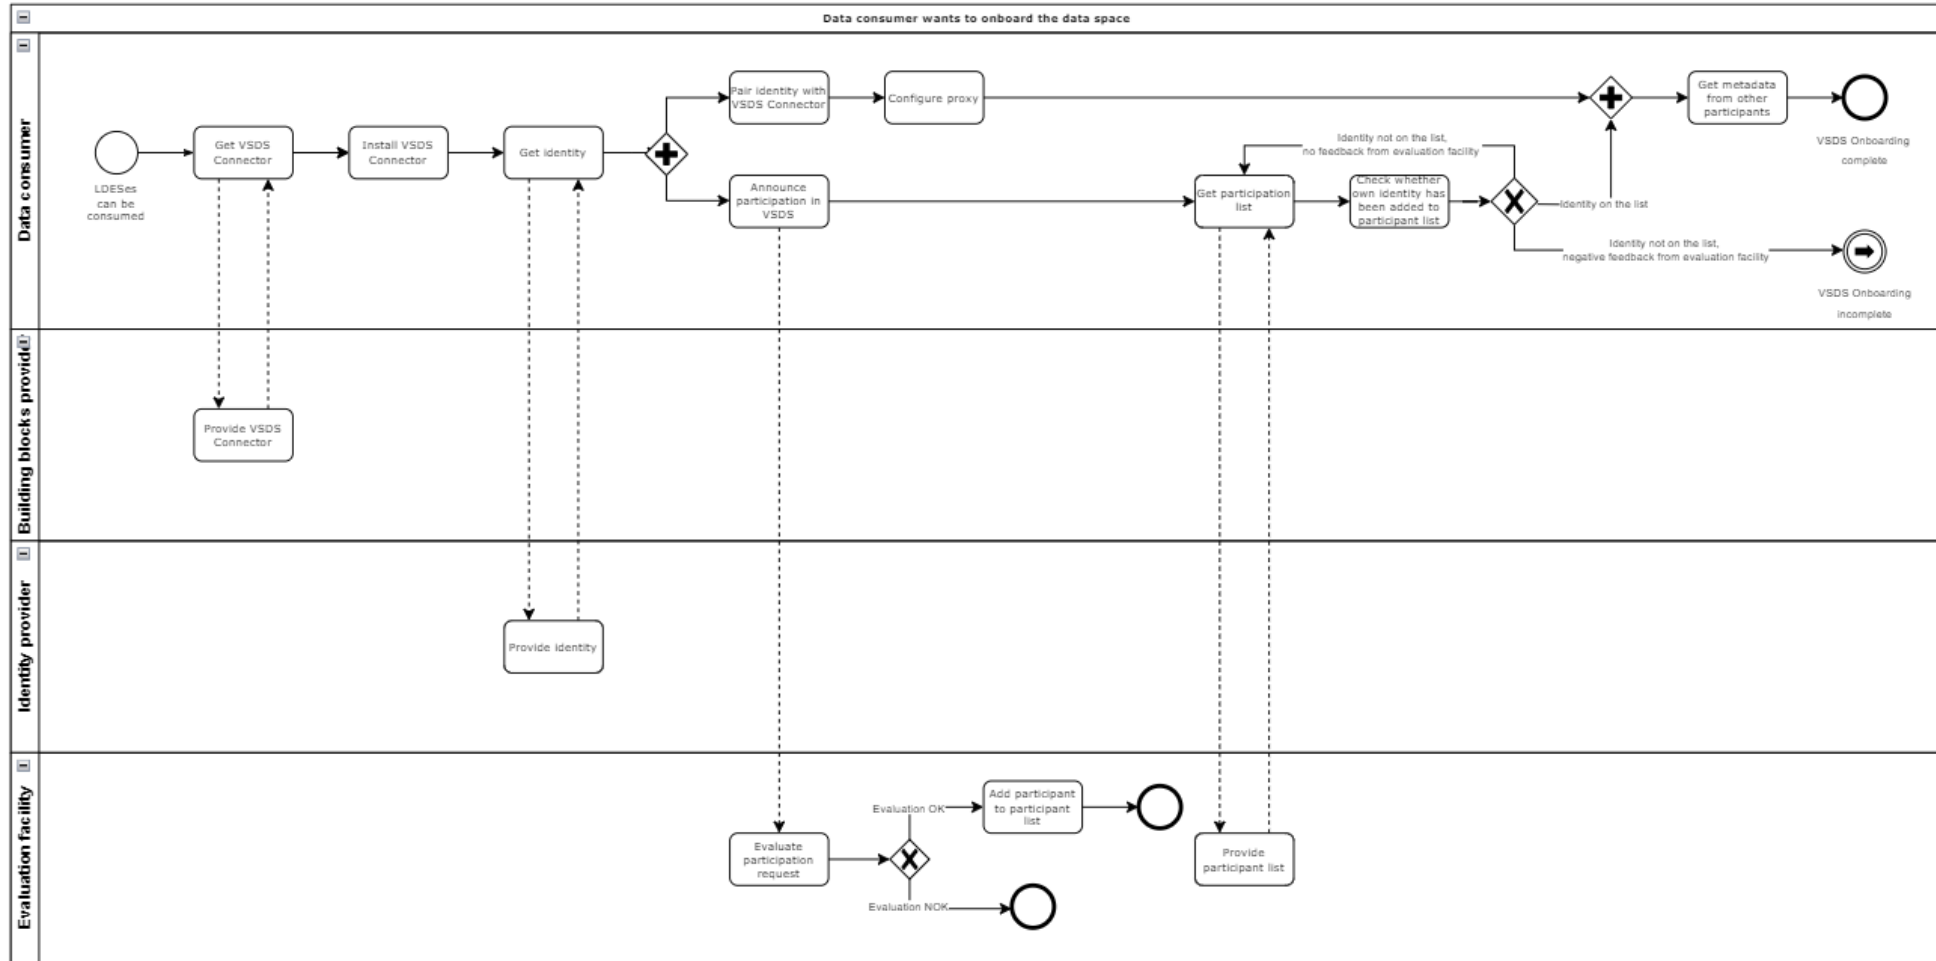 Data consumer wants to onboard the data space
Data consumer
LDESes
can be
consumed
Get VSDS
Connector
Install VSDS
Connector
Get identity
Pair identity with
VSDS Connector
Configure proxy
Announce
participation in
VSDS
Get participation
list
Check whether
own identity has
been added to
participant list
Identity not on the list,
no feedback from evaluation facility
Identity on the list
Identity not on the list,
negative feedback from evaluation facility
Get metadata
from other
participants
VSDS Onboarding
complete
VSDS Onboarding
incomplete
Building blocks provider
Provide VSDS
Connector
Identity provider
Provide identity
Evaluation facility
Evaluate
participation
request
Evaluation OK
Evaluation NOK
Add participant
to participant
list
Provide
participant list